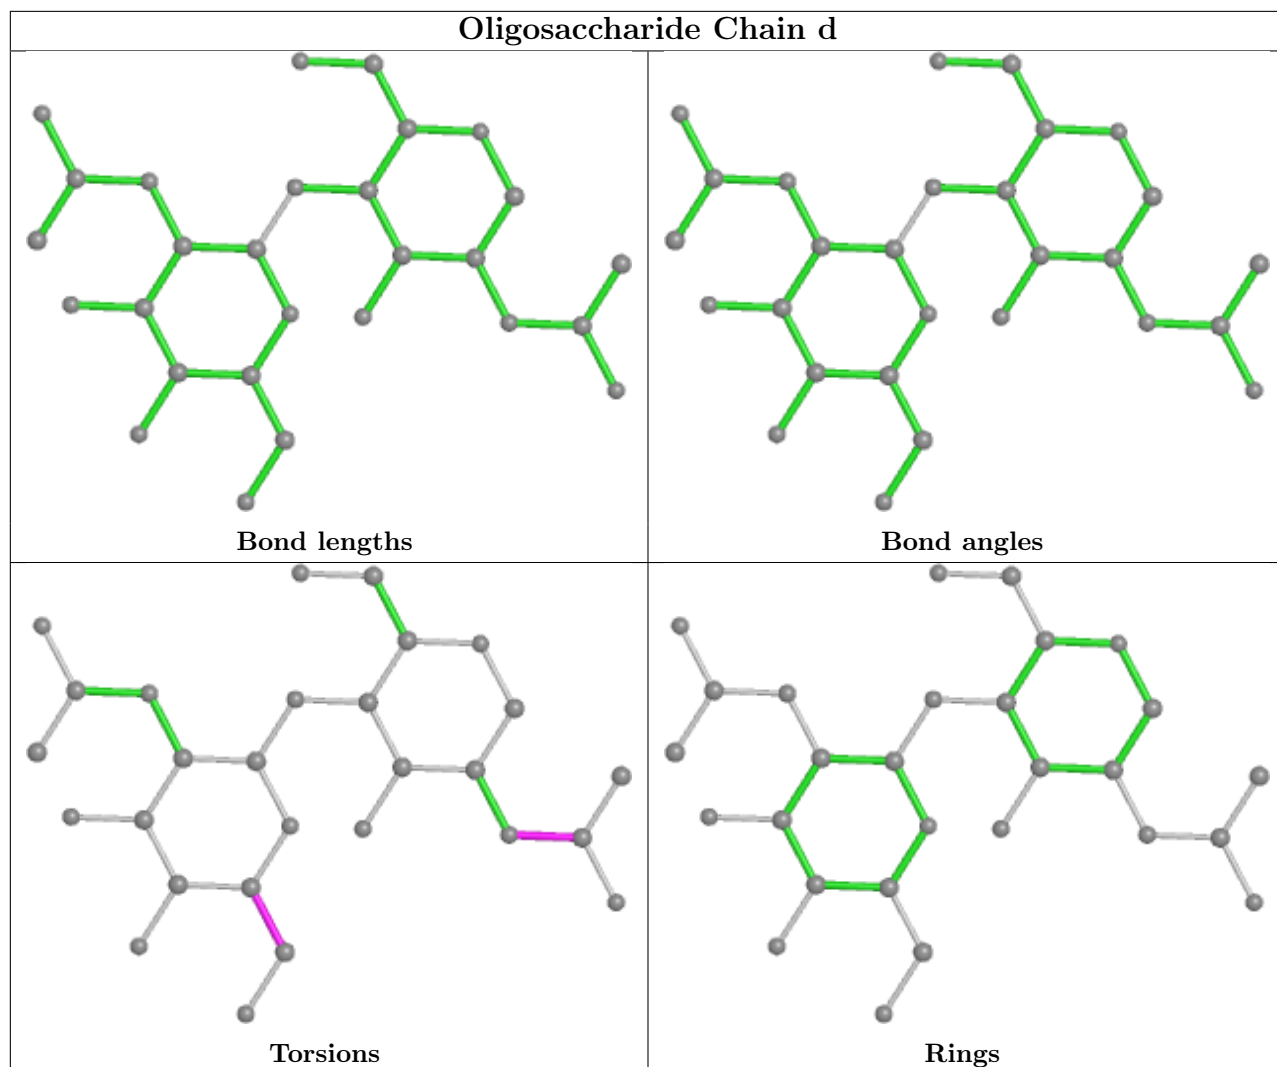 Oligosaccharide Chain d
Bond lengths
Bond angles
Torsions
Rings